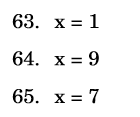 63. x = 1
64. x = 9
65. x = 7